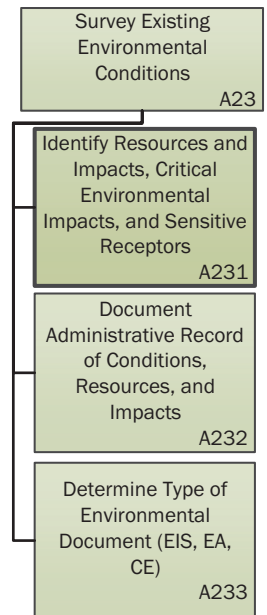 Survey Existing
Environmental
Conditions
A23
Identify Resources and
Impacts, Critical
Environmental
Impacts, and Sensitive
Receptors
A231
Document
Administrative Record
of Conditions,
Resources, and
Impacts
A232
Determine Type of
Environmental
Document (EIS, EA,
CE)
A233